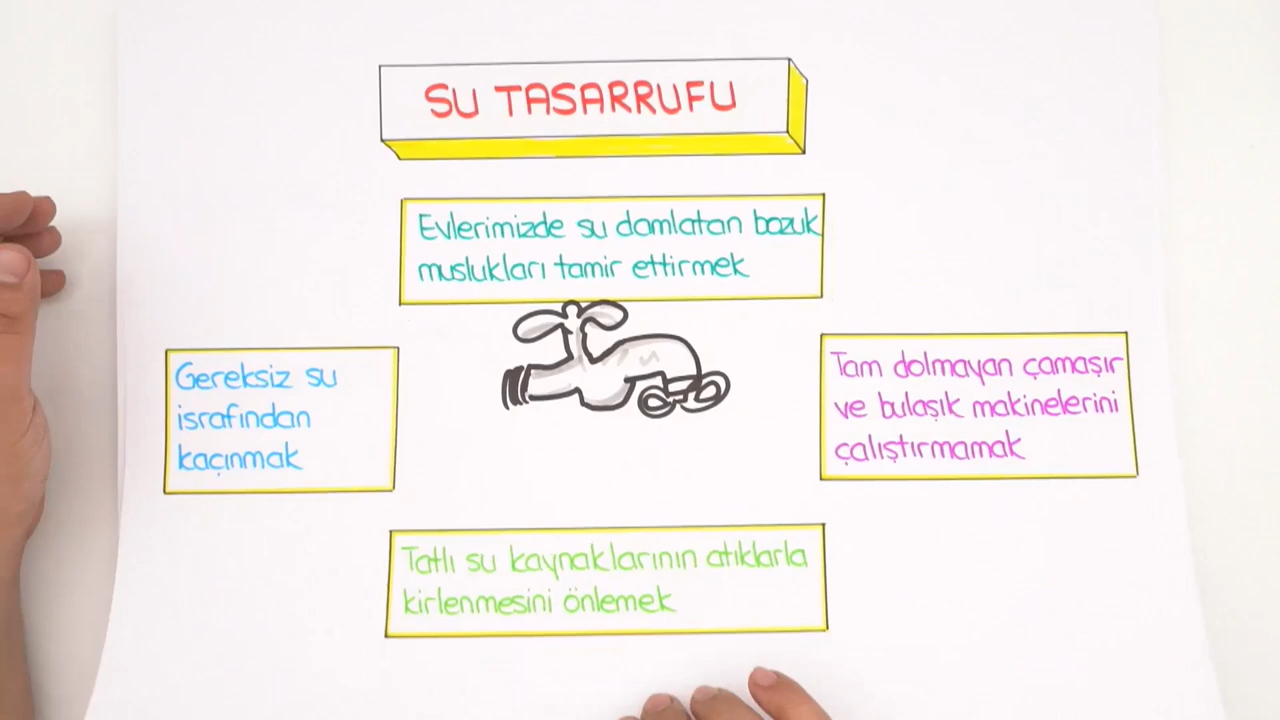 SU TASARRUFU
Evlerimizde su damlatan bozuk
muslukları tamir ettirmek
Gereksiz su
israfından
kaçınmak
Tam dolmayan çamaşır
ve bulaşık makinelerini
çalıştırmamak
Tatlı su kaynaklarının atıklarla
kirlenmesini önlemek